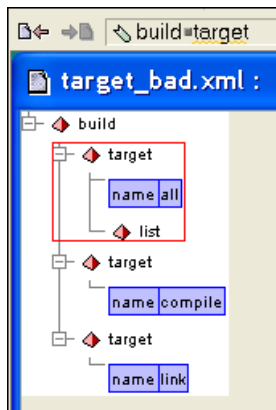 build=target
target_bad.xml :
build
target
name all
list
target
name compile
target
name link